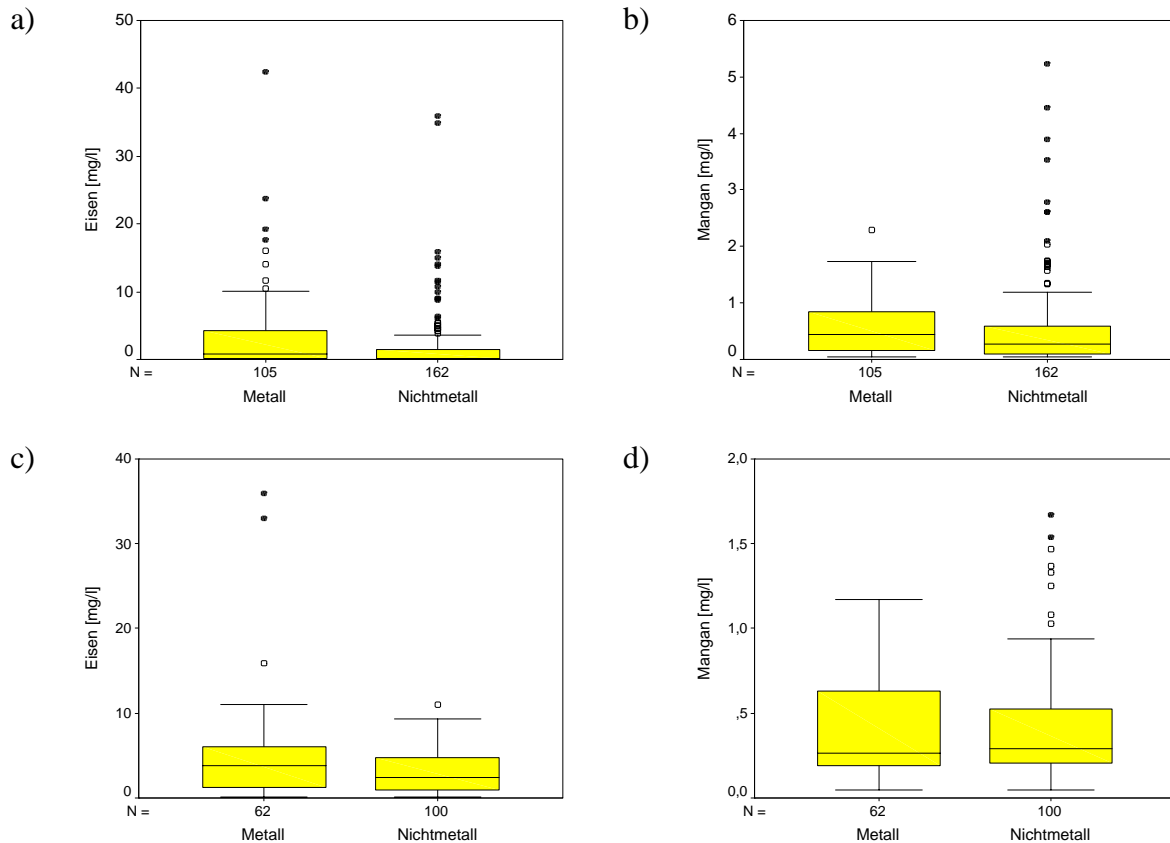 a)
50
40
30
20
10
0
Eisen [mg/l]
N =
105
162
Metall
Nichtmetall
b)
6
5
4
3
2
1
0
Mangan [mg/l]
N =
105
162
Metall
Nichtmetall
c)
40
30
20
10
0
Eisen [mg/l]
N =
62
100
Metall
Nichtmetall
d)
2,0
1,5
1,0
,5
0,0
Mangan [mg/l]
N =
62
100
Metall
Nichtmetall